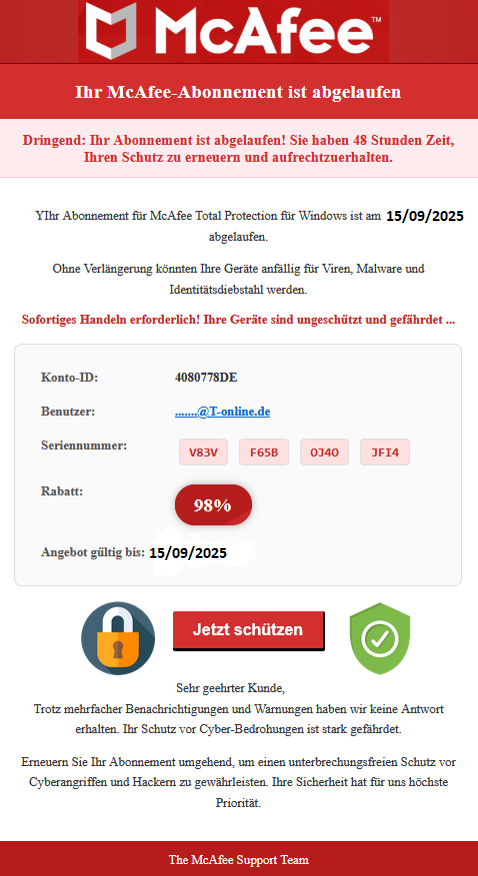 McAfee™
Ihr McAfee-Abonnement ist abgelaufen
Dringend: Ihr Abonnement ist abgelaufen! Sie haben 48 Stunden Zeit,
Ihren Schutz zu erneuern und aufrechtzuerhalten.
YIhr Abonnement für McAfee Total Protection für Windows ist am 15/09/2025
abgelaufen.
Ohne Verlängerung könnten Ihre Geräte anfällig für Viren, Malware und
Identitätsdiebstahl werden.
Sofortiges Handeln erforderlich! Ihre Geräte sind ungeschützt und gefährdet ...
Konto-ID: 4080778DE
Benutzer: .......@T-online.de
Seriennummer: V83V F65B OJ4O JFI4
Rabatt: 98%
Angebot gültig bis: 15/09/2025
Jetzt schützen
Sehr geehrter Kunde,
Trotz mehrfacher Benachrichtigungen und Warnungen haben wir keine Antwort
erhalten. Ihr Schutz vor Cyber-Bedrohungen ist stark gefährdet.
Erneuern Sie Ihr Abonnement umgehend, um einen unterbrechungsfreien Schutz vor
Cyberangriffen und Hackern zu gewährleisten. Ihre Sicherheit hat für uns höchste
Priorität.
The McAfee Support Team